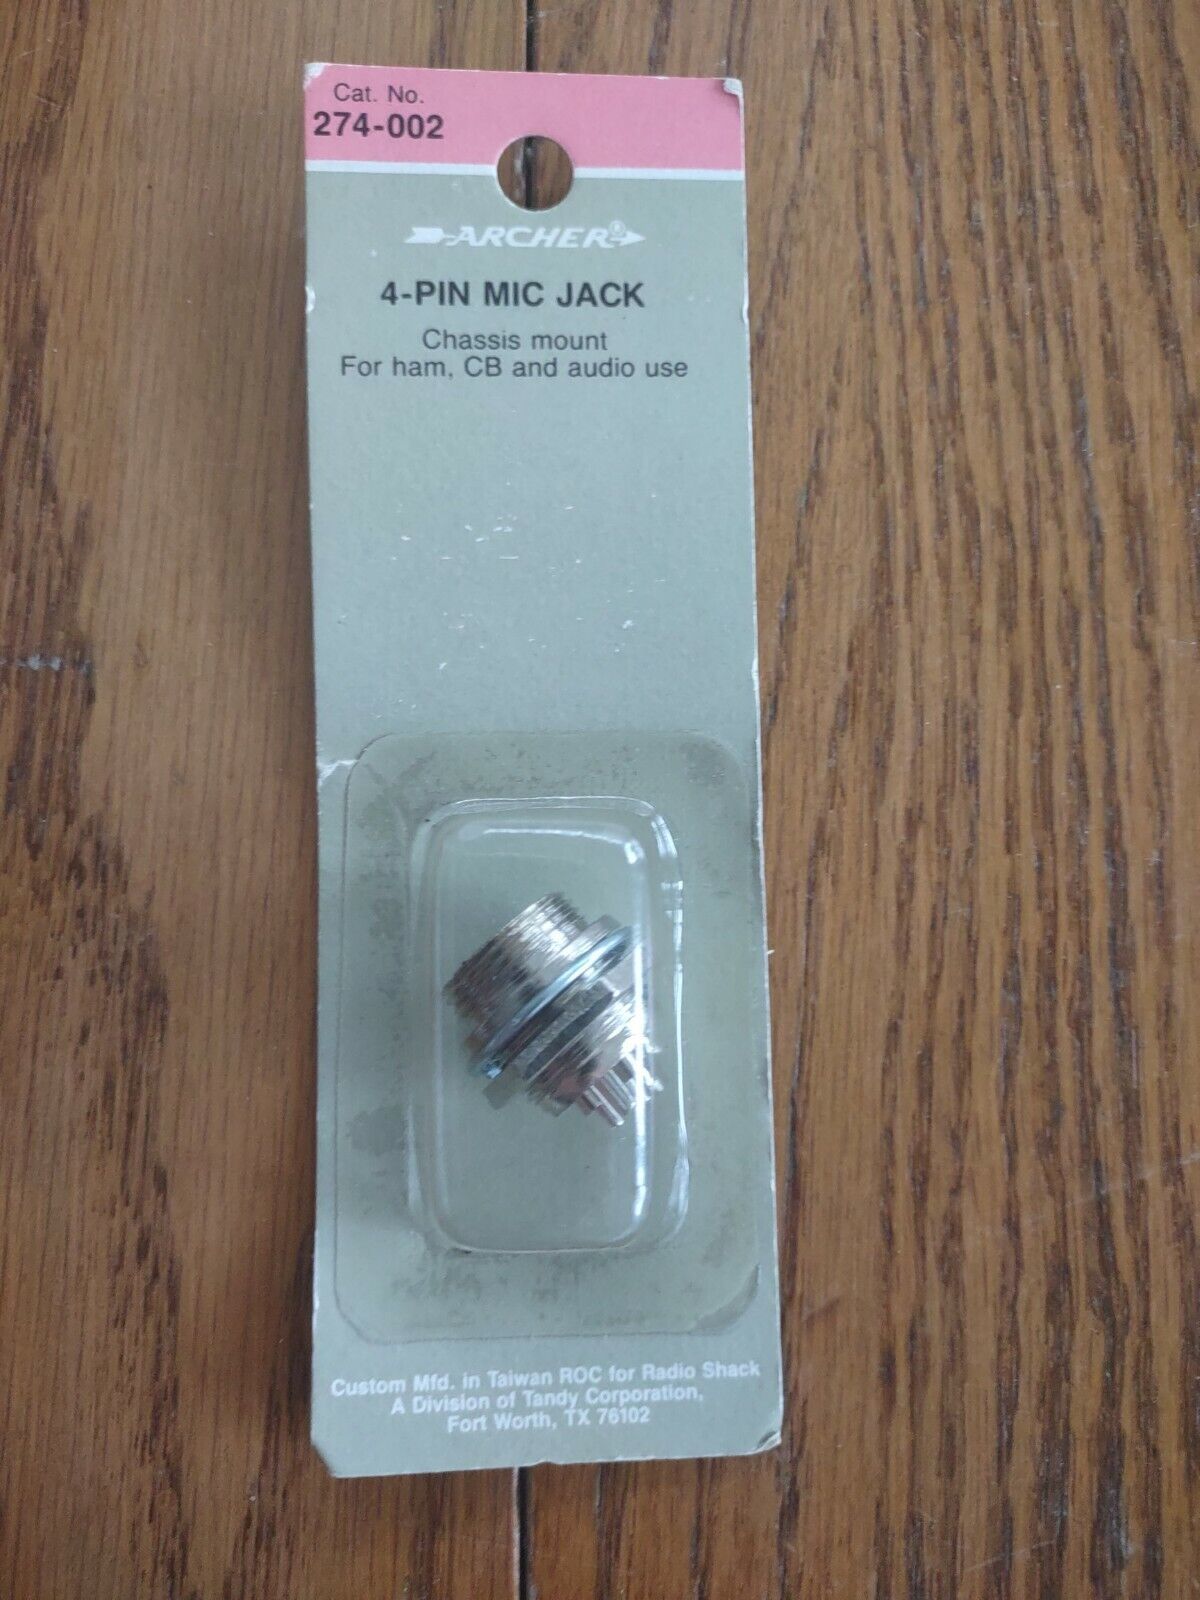 Cat. No.
274-002
ARCHER®
4-PIN MIC JACK
Chassis mount
For ham, CB and audio use
Custom Mfd. in Taiwan ROC for Radio Shack
A Division of Tandy Corporation,
Fort Worth, TX 76102